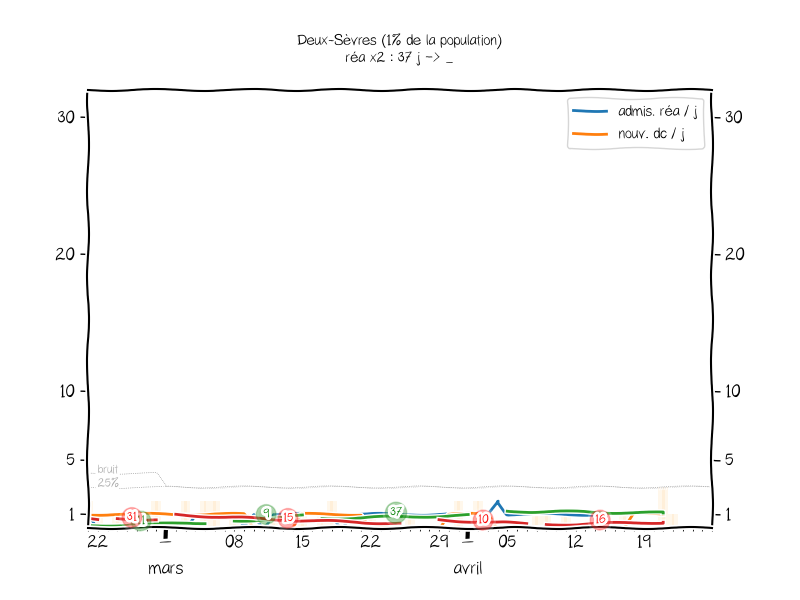 Deux-Sèvres (1% de la population)
réa x2 : 37 j -> _
30 30
admis. réa / j
nouv. dc / j
20 20
10 10
5 5
bruit
25%
1 31 1 9 15 37 10 16 1
22 08 15 22 29 05 12 19
mars avril